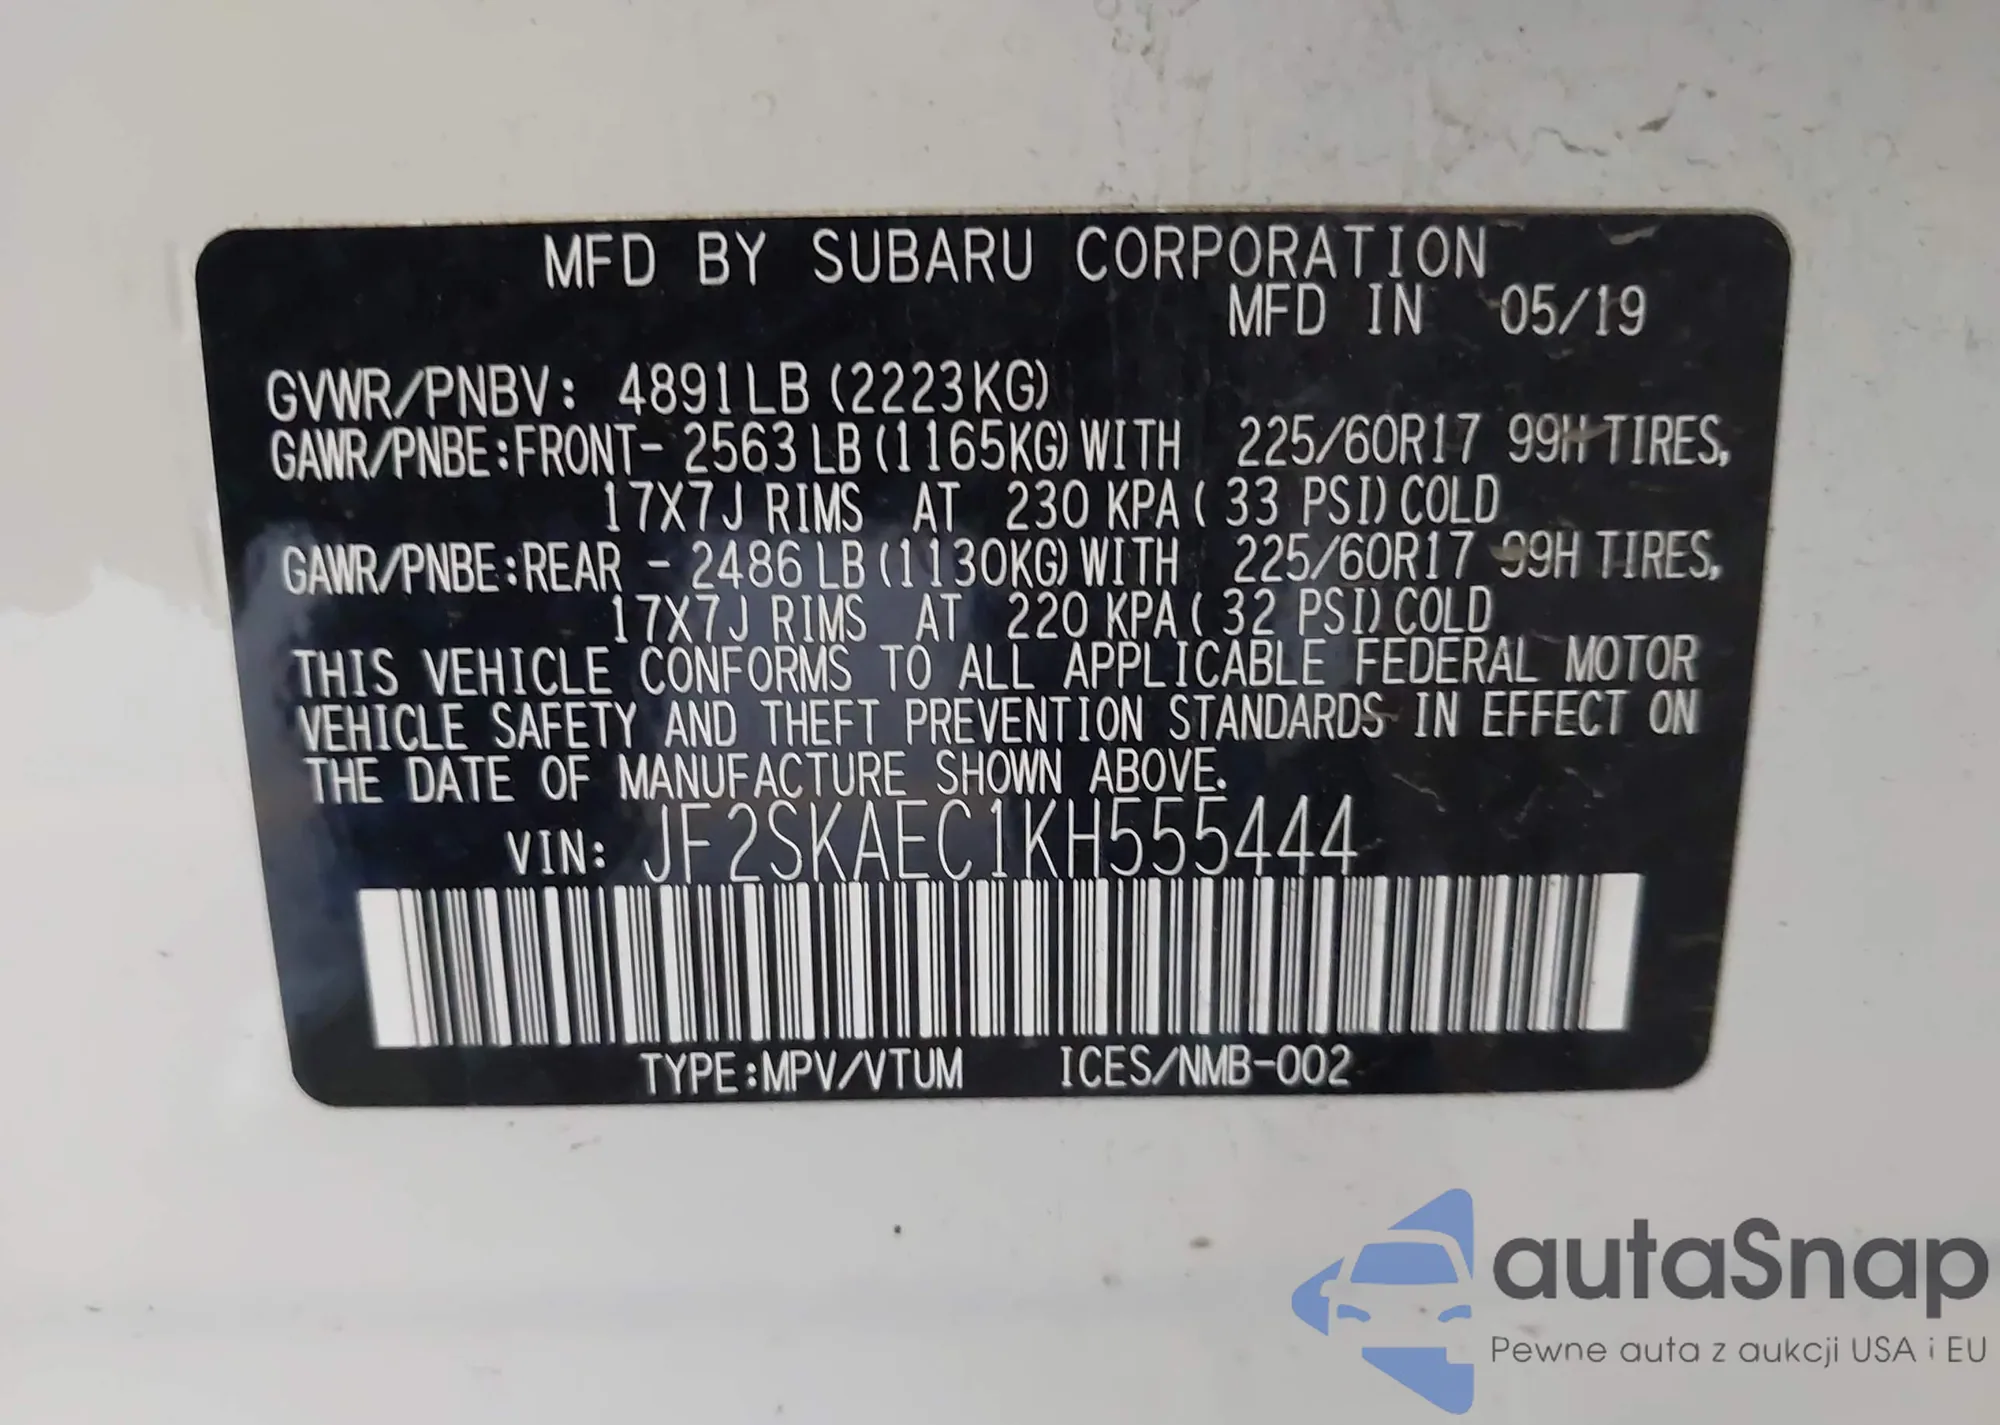 MFD BY SUBARU CORPORATION
MFD IN 05/19
GVWR/PNBV: 4891LB (2223KG)
GAWR/PNBE:FRONT- 2563 LB (1165KG) WITH 225/60R17 99H TIRES,
17X7J RIMS AT 230 KPA ( 33 PSI) COLD
GAWR/PNBE:REAR - 2486 LB (1130KG) WITH 225/60R17 99H TIRES,
17X7J RIMS AT 220 KPA ( 32 PSI) COLD
THIS VEHICLE CONFORMS TO ALL APPLICABLE FEDERAL MOTOR
VEHICLE SAFETY AND THEFT PREVENTION STANDARDS IN EFFECT ON
THE DATE OF MANUFACTURE SHOWN ABOVE.
VIN: JF2SKAEC1KH555444
TYPE:MPV/VTUM ICES/NMB-002
autaSnap
Pewne auta z aukcji USA i EU